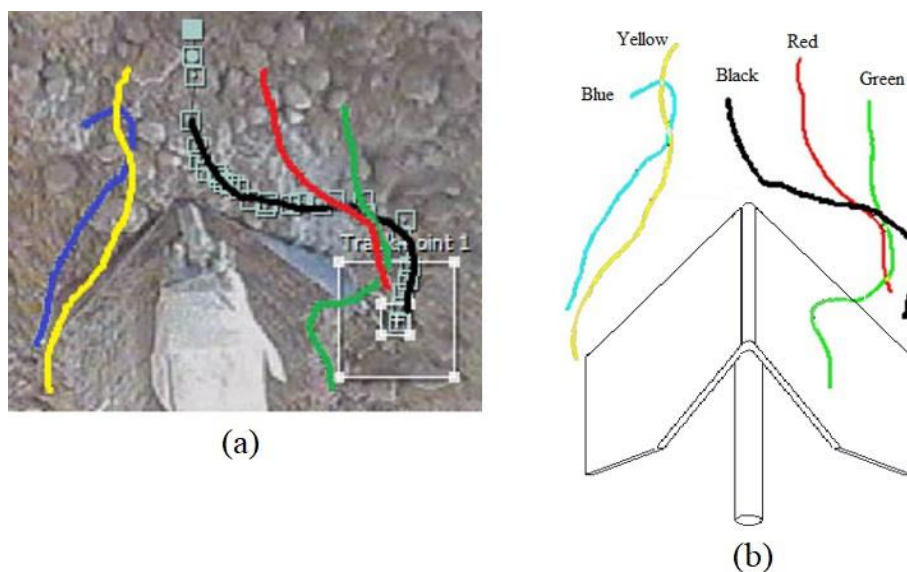 Track Point 1
(a)
Yellow
Red
Black
Green
Blue
(b)